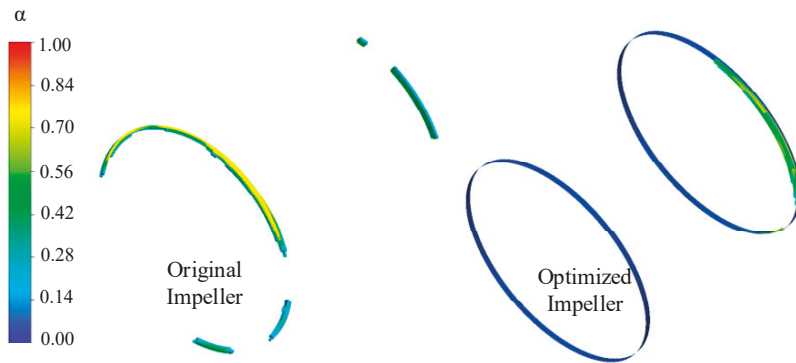 α
1.00
0.84
0.70
0.56
0.42
0.28
0.14
0.00
Original
Impeller
Optimized
Impeller